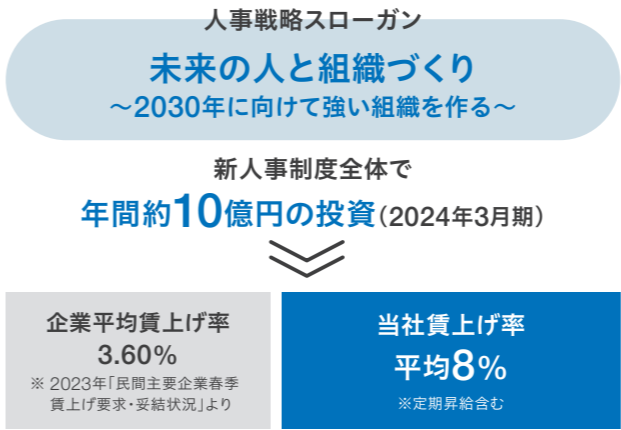 人事戦略スローガン
未来の人と組織づくり
～2030年に向けて強い組織を作る～
新人事制度全体で
年間約10億円の投資（2024年3月期）
企業平均賃上げ率
3.60%
※ 2023年「民間主要企業春季
賃上げ要求・妥結状況」より
当社賃上げ率
平均8%
※定期昇給含む